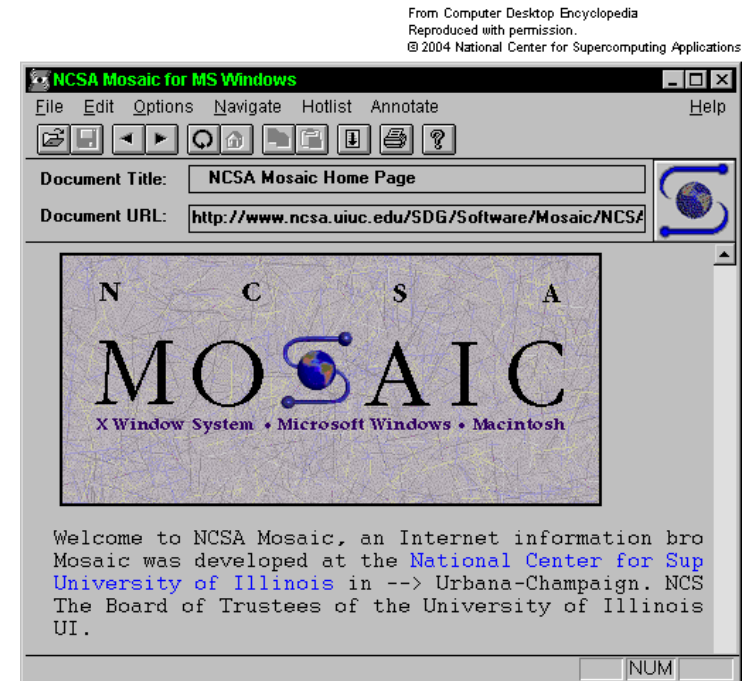 From Computer Desktop Encyclopedia
Reproduced with permission.
© 2004 National Center for Supercomputing Applications
NCSA Mosaic for MS Windows
File Edit Options Navigate Hotlist Annotate Help
Document Title: NCSA Mosaic Home Page
Document URL: http://www.ncsa.uiuc.edu/SDG/Software/Mosaic/NCSA
N C S A
MOSAIC
X Window System • Microsoft Windows • Macintosh
Welcome to NCSA Mosaic, an Internet information bro
Mosaic was developed at the National Center for Sup
University of Illinois in --> Urbana-Champaign. NCS
The Board of Trustees of the University of Illinois
UI.
NUM